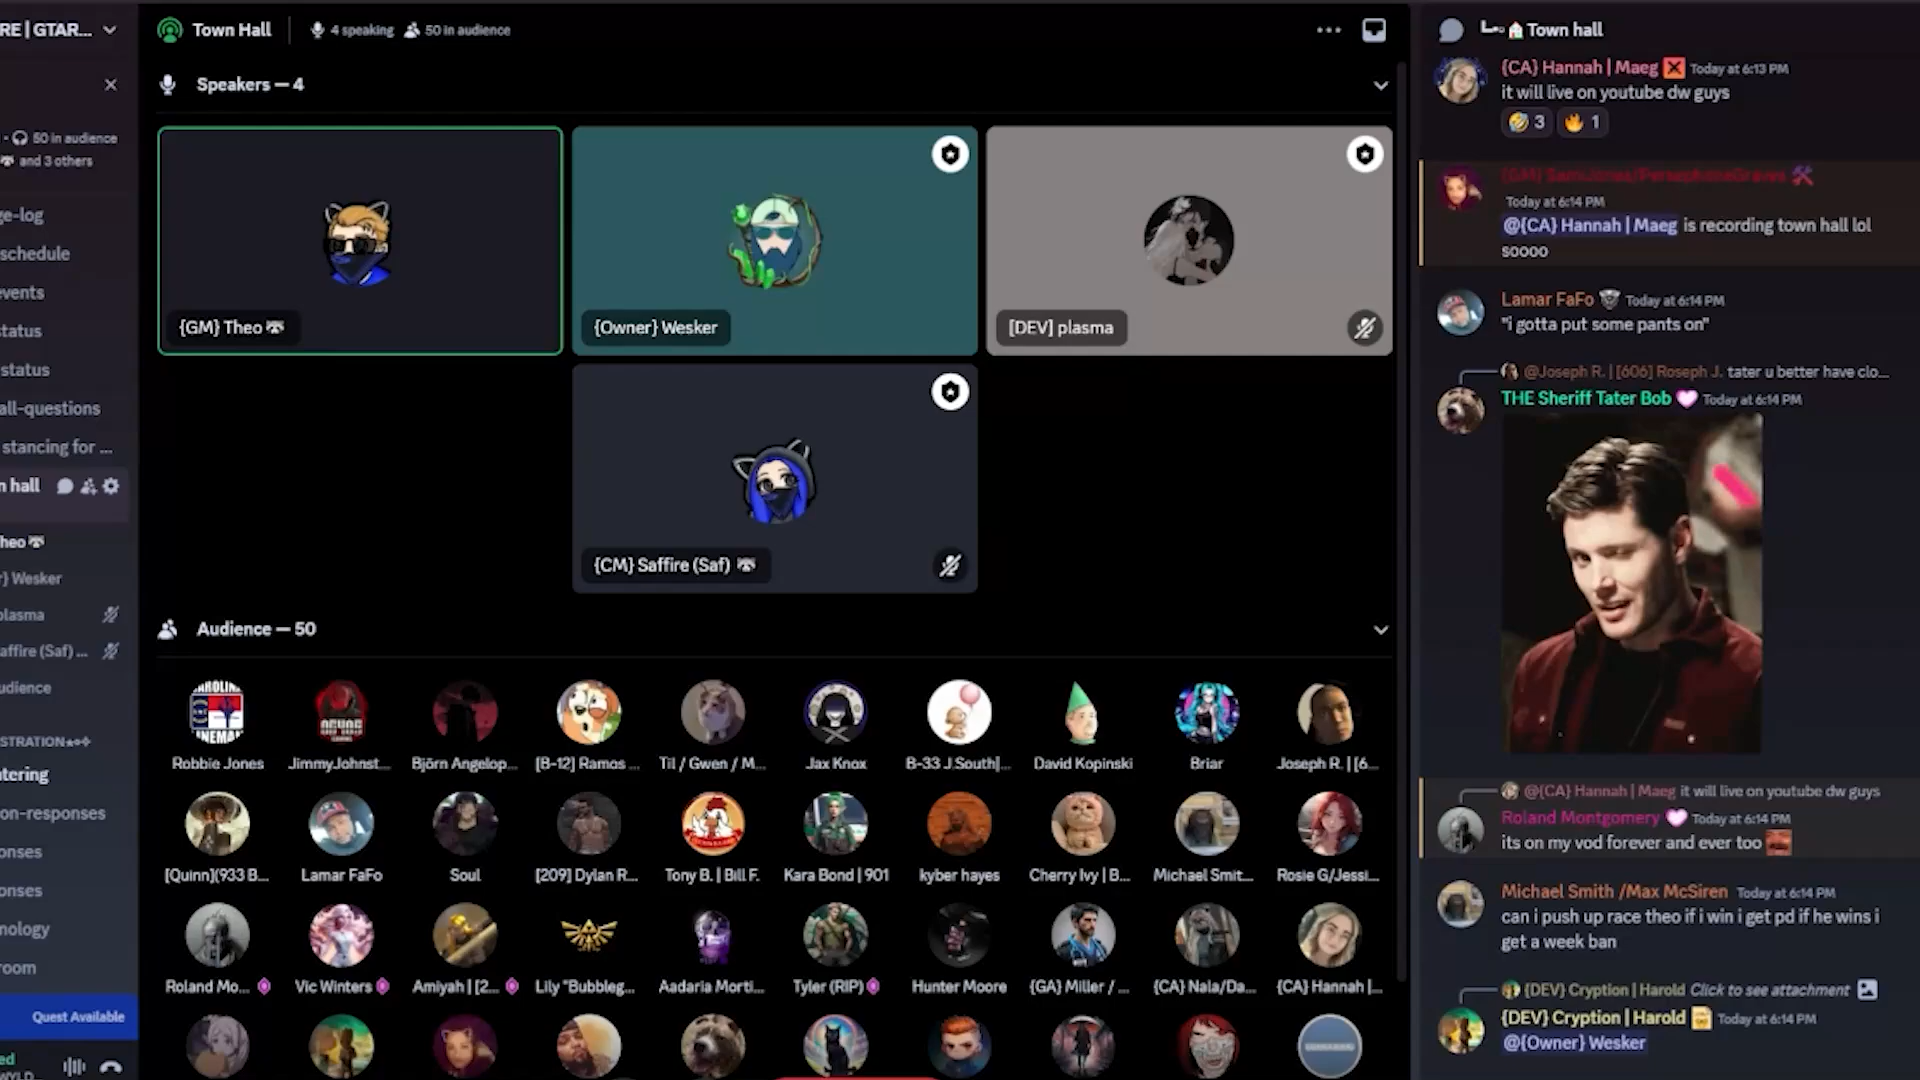 RE | GTAR...
50 in audience
and 3 others
ge-log
schedule
events
status
status
all-questions
stancing for ...
n hall
heo
r} Wesker
plasma
affire (Saf) ...
udience
STRATION
tering
on-responses
onses
onses
nology
room
Quest Available
ed
Town Hall
4 speaking
50 in audience
Speakers — 4
{GM} Theo
{Owner} Wesker
[DEV] plasma
{CM} Saffire (Saf)
Audience — 50
Robbie Jones
JimmyJohnst...
Björn Angelop...
[B-12] Ramos ...
Til / Gwen / M...
Jax Knox
B-33 J.South|...
David Kopinski
Briar
Joseph R. | [6...
[Quinn](933 B...
Lamar FaFo
Soul
[209] Dylan R...
Tony B. | Bill F.
Kara Bond | 901
kyber hayes
Cherry Ivy | B...
Michael Smit...
Rosie G/Jessi...
Roland Mo...
Vic Winters
Amiyah | [2...
Lily "Bubbleg...
Aadaria Morti...
Tyler (RIP)
Hunter Moore
{GA} Miller / ...
{CA} Nala/Da...
{CA} Hannah |...
Town hall
{CA} Hannah | Maeg Today at 6:13 PM
it will live on youtube dw guys
3 1
Today at 6:14 PM
@{CA} Hannah | Maeg is recording town hall lol
soooo
Lamar FaFo Today at 6:14 PM
"i gotta put some pants on"
@Joseph R. | [606] Roseph J. tater u better have clo...
THE Sheriff Tater Bob Today at 6:14 PM
@{CA} Hannah | Maeg it will live on youtube dw guys
Roland Montgomery Today at 6:14 PM
its on my vod forever and ever too
Michael Smith /Max McSiren Today at 6:14 PM
can i push up race theo if i win i get pd if he wins i
get a week ban
{DEV} Cryption | Harold Click to see attachment
{DEV} Cryption | Harold Today at 6:14 PM
@{Owner} Wesker